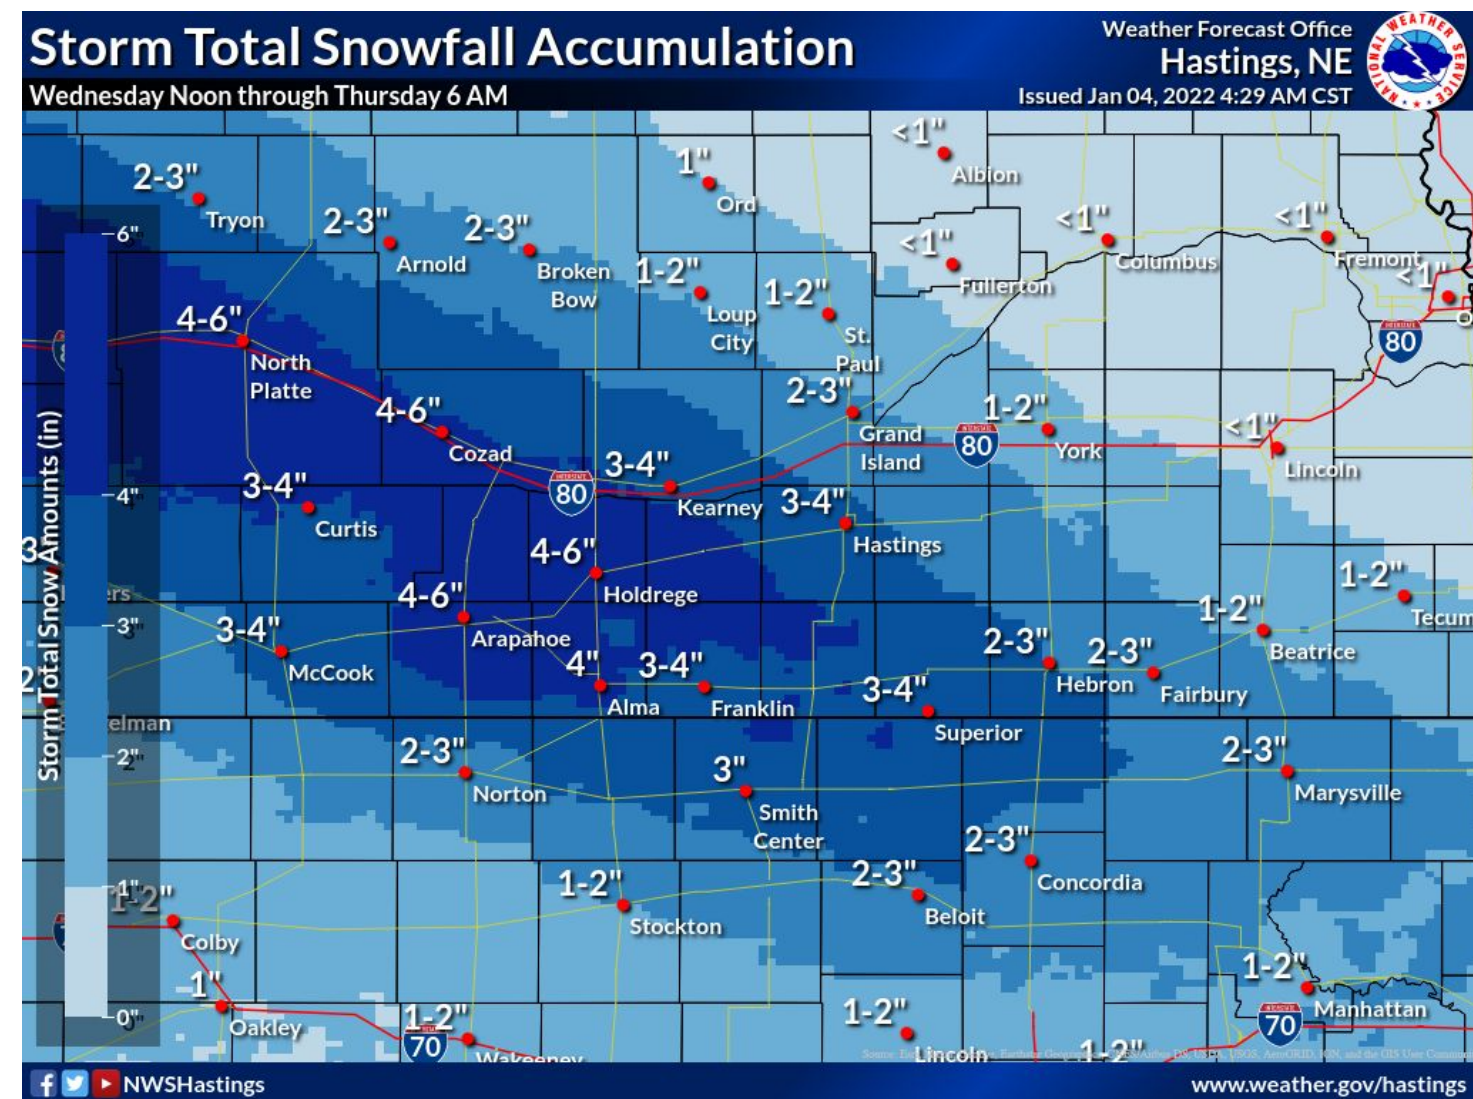 Storm Total Snowfall Accumulation
Wednesday Noon through Thursday 6 AM
Weather Forecast Office
Hastings, NE
Issued Jan 04, 2022 4:29 AM CST
NATIONAL WEATHER SERVICE
<1"
Albion
1"
Ord
2-3"
Tryon
2-3"
Arnold
2-3"
Broken
Bow
<1"
Fullerton
<1"
Columbus
<1"
Fremont
<1"
O
1-2"
Loup
City
1-2"
St.
Paul
4-6"
North
Platte
80
4-6"
Cozad
2-3"
Grand
Island
80
1-2"
York
<1"
Lincoln
3-4"
Curtis
80
3-4"
Kearney
3-4"
Hastings
4-6"
Holdrege
4-6"
Arapahoe
1-2"
Tecum
1-2"
Beatrice
3-4"
McCook
4"
Alma
3-4"
Franklin
3-4"
Superior
2-3"
Hebron
2-3"
Fairbury
2-3"
Norton
3"
Smith
Center
2-3"
Marysville
2-3"
Concordia
1-2"
Stockton
2-3"
Beloit
1-2"
Colby
1"
Oakley
1-2"
70
Wakeeney
1-2"
Lincoln
1-2"
1-2"
Manhattan
70
Storm Total Snow Amounts (in)
6"
4"
3"
2"
1"
0"
NWSHastings
www.weather.gov/hastings